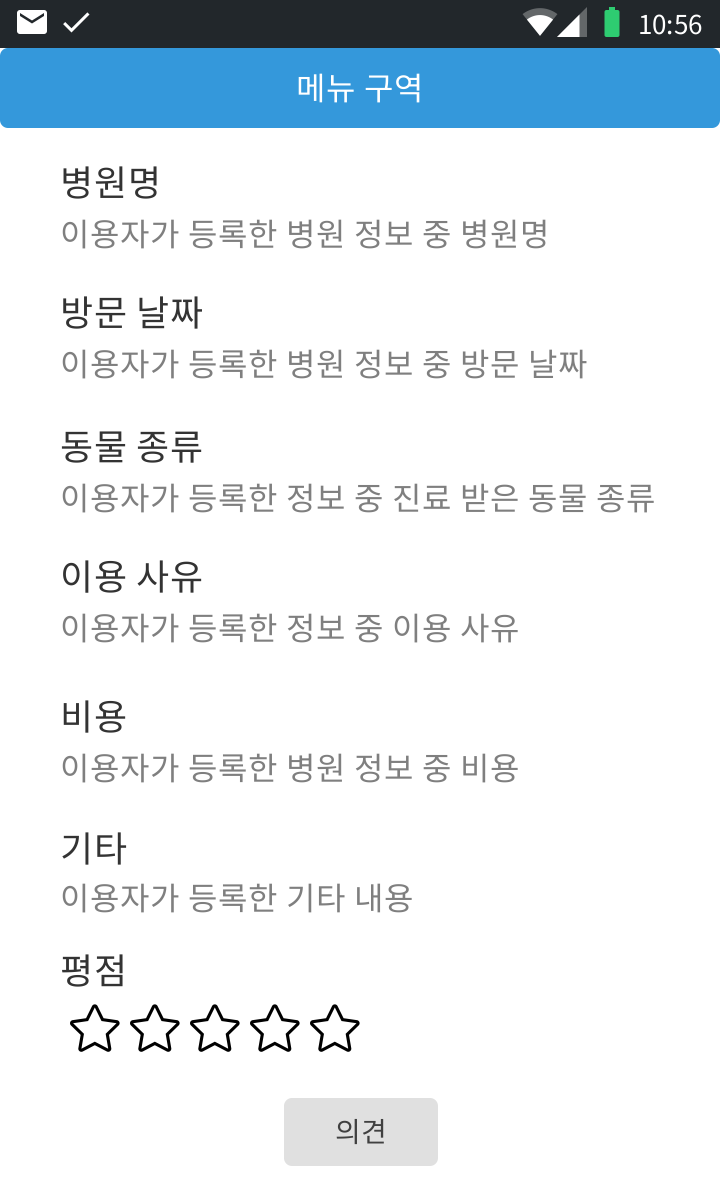 10:56
메뉴 구역
병원명
이용자가 등록한 병원 정보 중 병원명
방문 날짜
이용자가 등록한 병원 정보 중 방문 날짜
동물 종류
이용자가 등록한 정보 중 진료 받은 동물 종류
이용 사유
이용자가 등록한 정보 중 이용 사유
비용
이용자가 등록한 병원 정보 중 비용
기타
이용자가 등록한 기타 내용
평점
의견